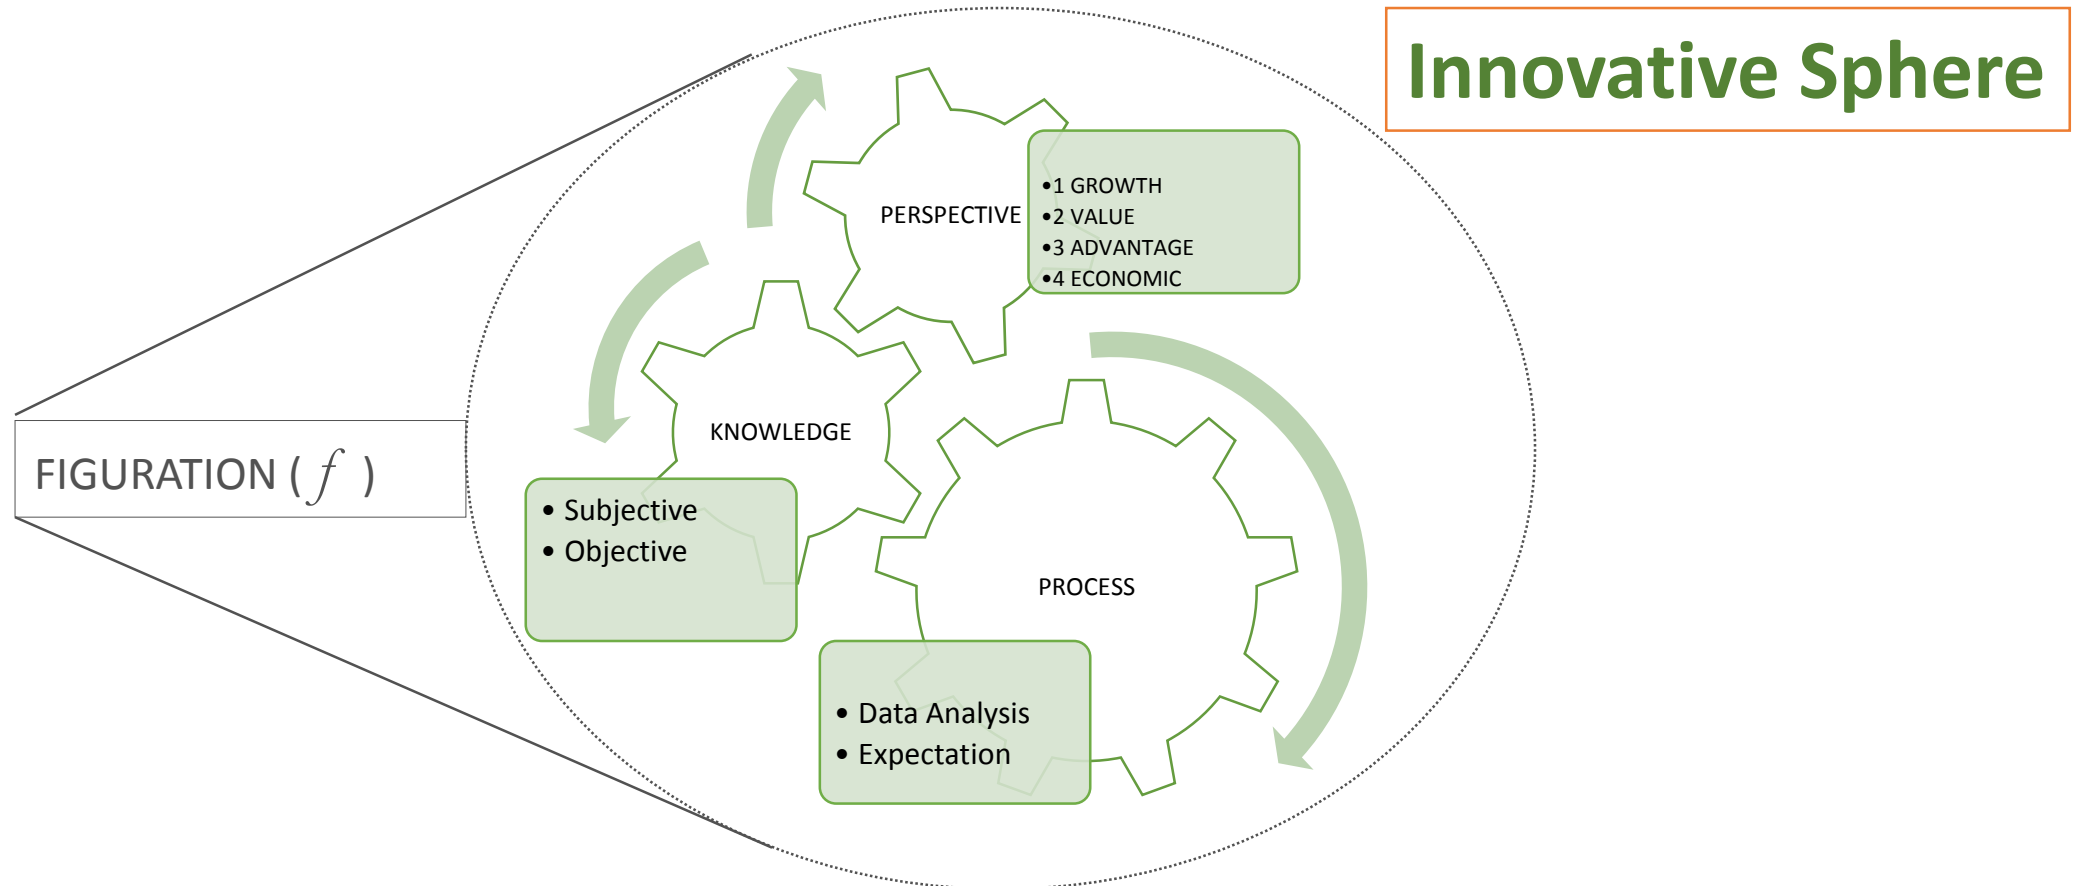 Innovative Sphere
PERSPECTIVE
•1 GROWTH
•2 VALUE
•3 ADVANTAGE
•4 ECONOMIC
KNOWLEDGE
• Subjective
• Objective
FIGURATION ( f )
PROCESS
• Data Analysis
• Expectation